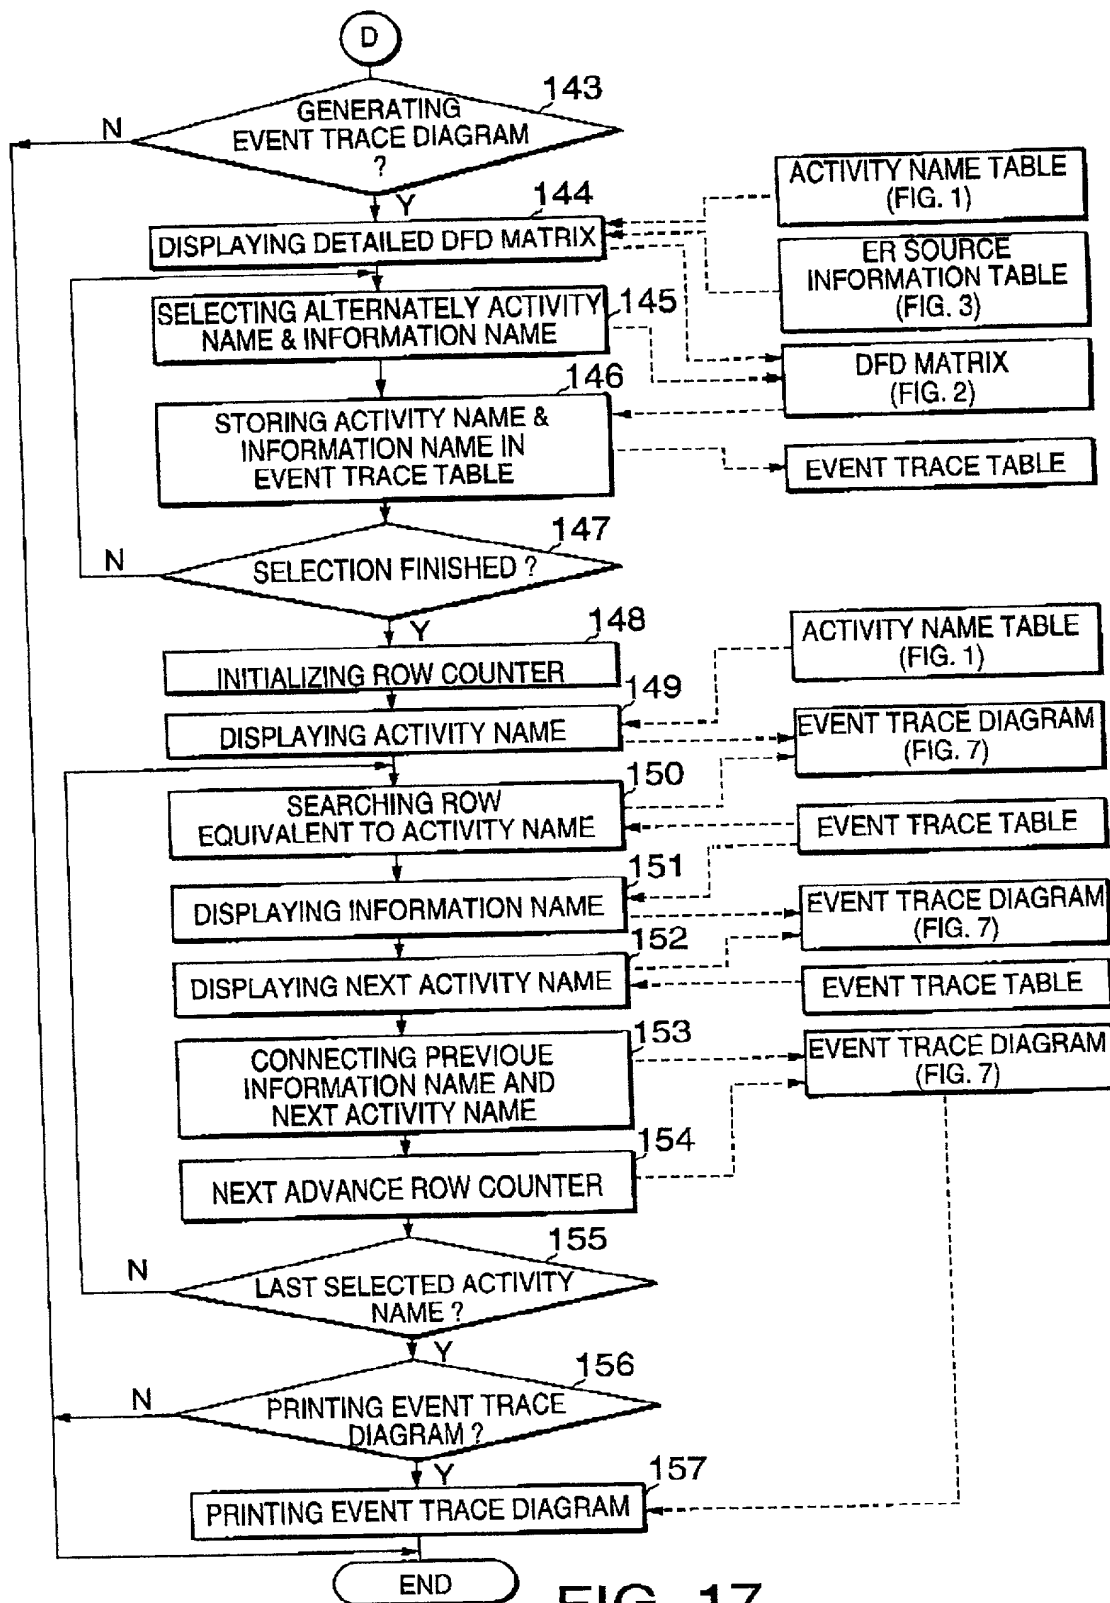 D
143
GENERATING
EVENT TRACE DIAGRAM
?
N
Y
144
DISPLAYING DETAILED DFD MATRIX
ACTIVITY NAME TABLE
(FIG. 1)
ER SOURCE
INFORMATION TABLE
(FIG. 3)
145
SELECTING ALTERNATELY ACTIVITY
NAME & INFORMATION NAME
DFD MATRIX
(FIG. 2)
146
STORING ACTIVITY NAME &
INFORMATION NAME IN
EVENT TRACE TABLE
EVENT TRACE TABLE
147
SELECTION FINISHED ?
N
Y
148
INITIALIZING ROW COUNTER
ACTIVITY NAME TABLE
(FIG. 1)
149
DISPLAYING ACTIVITY NAME
EVENT TRACE DIAGRAM
(FIG. 7)
150
SEARCHING ROW
EQUIVALENT TO ACTIVITY NAME
EVENT TRACE TABLE
151
DISPLAYING INFORMATION NAME
EVENT TRACE DIAGRAM
(FIG. 7)
152
DISPLAYING NEXT ACTIVITY NAME
EVENT TRACE TABLE
153
CONNECTING PREVIOUE
INFORMATION NAME AND
NEXT ACTIVITY NAME
EVENT TRACE DIAGRAM
(FIG. 7)
154
NEXT ADVANCE ROW COUNTER
155
LAST SELECTED ACTIVITY
NAME ?
N
Y
156
PRINTING EVENT TRACE
DIAGRAM ?
N
Y
157
PRINTING EVENT TRACE DIAGRAM
END
FIG. 17